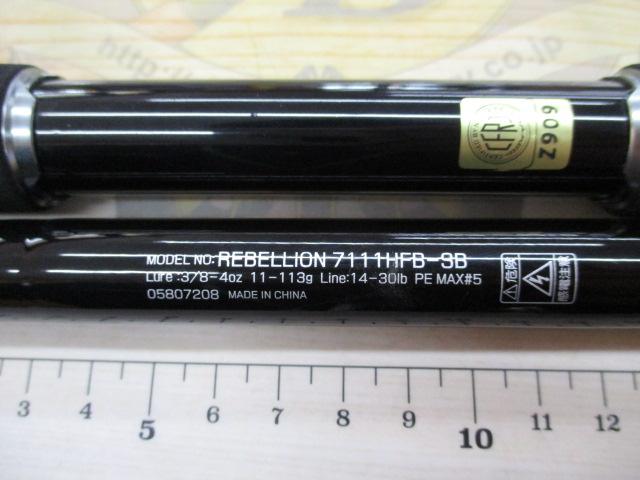 CFRTS
Z909
MODEL NO: REBELLION 7111HFB-3B
Lure :3/8-4oz 11-113g Line:14-30lb PE MAX#5
05807208 MADE IN CHINA
危険
感電注意
3 4 5 6 7 8 9 10 11 12